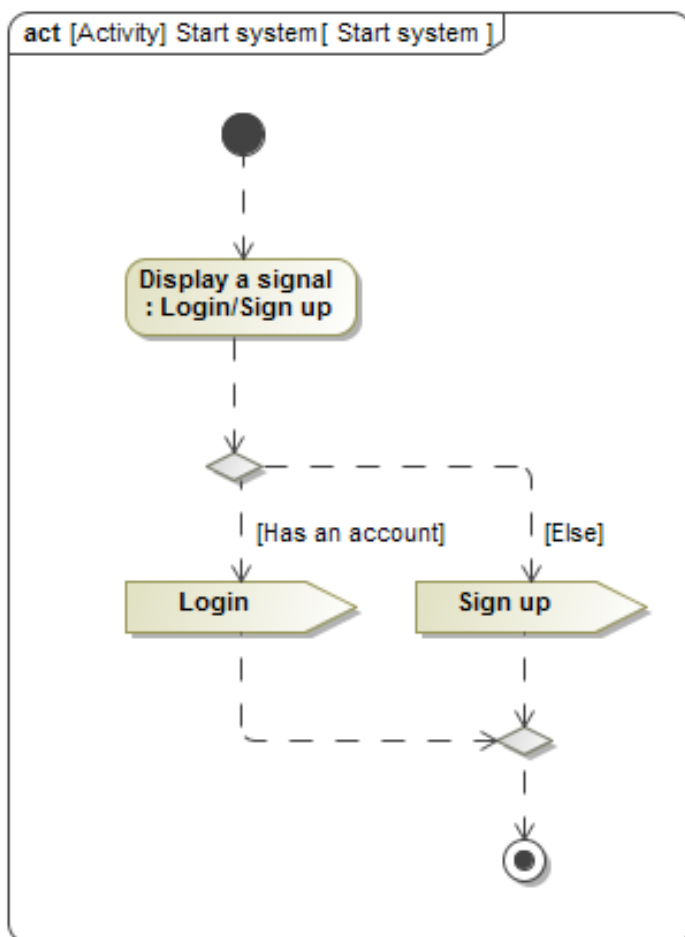 act [Activity] Start system[ Start system ]
Display a signal
: Login/Sign up
[Has an account]
[Else]
Login
Sign up